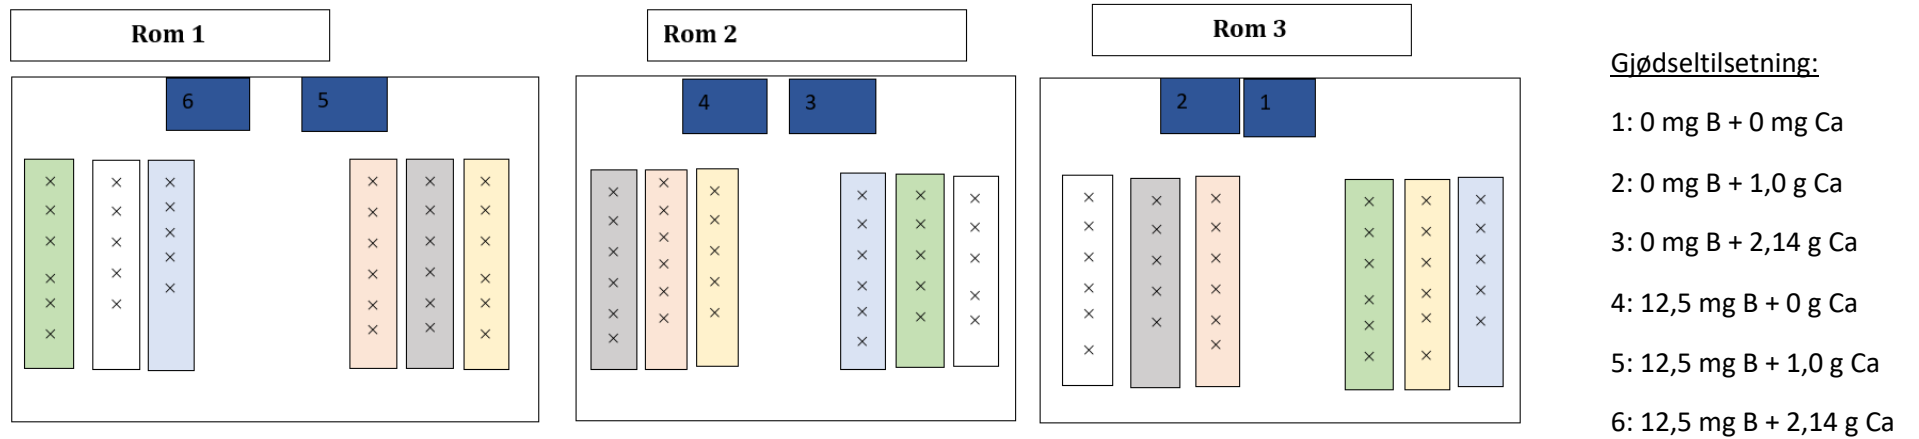 Rom 1
Rom 2
Rom 3
6
5
4
3
2
1
Gjødseltilsetning:
1: 0 mg B + 0 mg Ca
2: 0 mg B + 1,0 g Ca
3: 0 mg B + 2,14 g Ca
4: 12,5 mg B + 0 g Ca
5: 12,5 mg B + 1,0 g Ca
6: 12,5 mg B + 2,14 g Ca